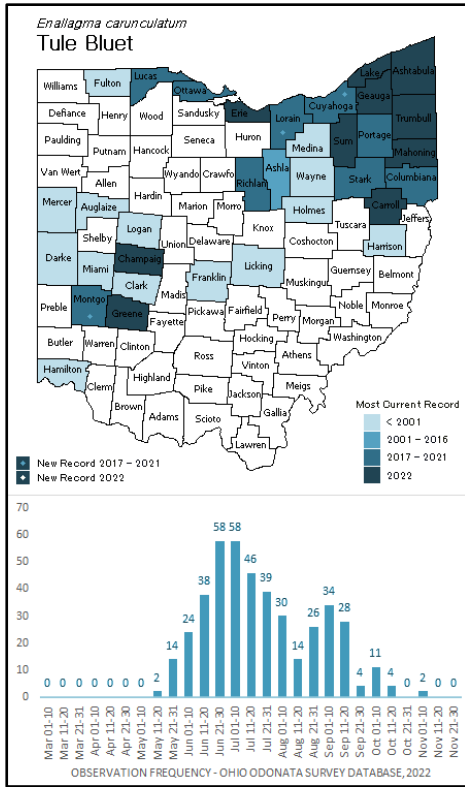 Enallagma carunculatum
Tule Bluet
Williams Fulton Lucas Ottawa Lake Ashtabula
Defiance Henry Wood Sandusky Erie Lorain Cuyahoga Geauga Trumbull
Paulding Putnam Hancock Seneca Huron Medina Sum Portage Mahoning
Van Wert Allen Wyando Crawfo Richlan Ashla Wayne Stark Columbiana
Mercer Auglaize Hardin Marion Morro Holmes Carroll Jeffers
Shelby Logan Union Delaware Knox Coshocton Tuscara Harrison
Darke Miami Champaig Licking Guernsey Belmont
Clark Madis Franklin Muskingu Noble Monroe
Preble Montgo Greene Fayette Pickawa Fairfield Perry Morgan Washington
Butler Warren Clinton Ross Hocking Athens
Hamilton Clerm Highland Vinton Meigs
Brown Adams Pike Scioto Jackson Gallia
Lawren
Most Current Record
< 2001
2001 - 2016
2017 - 2021
2022
New Record 2017 - 2021
New Record 2022
70
60
50
40
30
20
10
0
0 0 0 0 0 0 0 2 14 24 38 58 58 46 39 30 14 26 34 28 4 11 4 0 2 0 0
Mar 01-10
Mar 11-20
Mar 21-31
Apr 01-10
Apr 11-20
Apr 21-30
May 01-10
May 11-20
May 21-31
Jun 01-10
Jun 11-20
Jun 21-30
Jul 01-10
Jul 11-20
Jul 21-31
Aug 01-10
Aug 11-20
Aug 21-31
Sep 01-10
Sep 11-20
Sep 21-30
Oct 01-10
Oct 11-20
Oct 21-31
Nov 01-10
Nov 11-20
Nov 21-30
OBSERVATION FREQUENCY - OHIO ODONATA SURVEY DATABASE, 2022